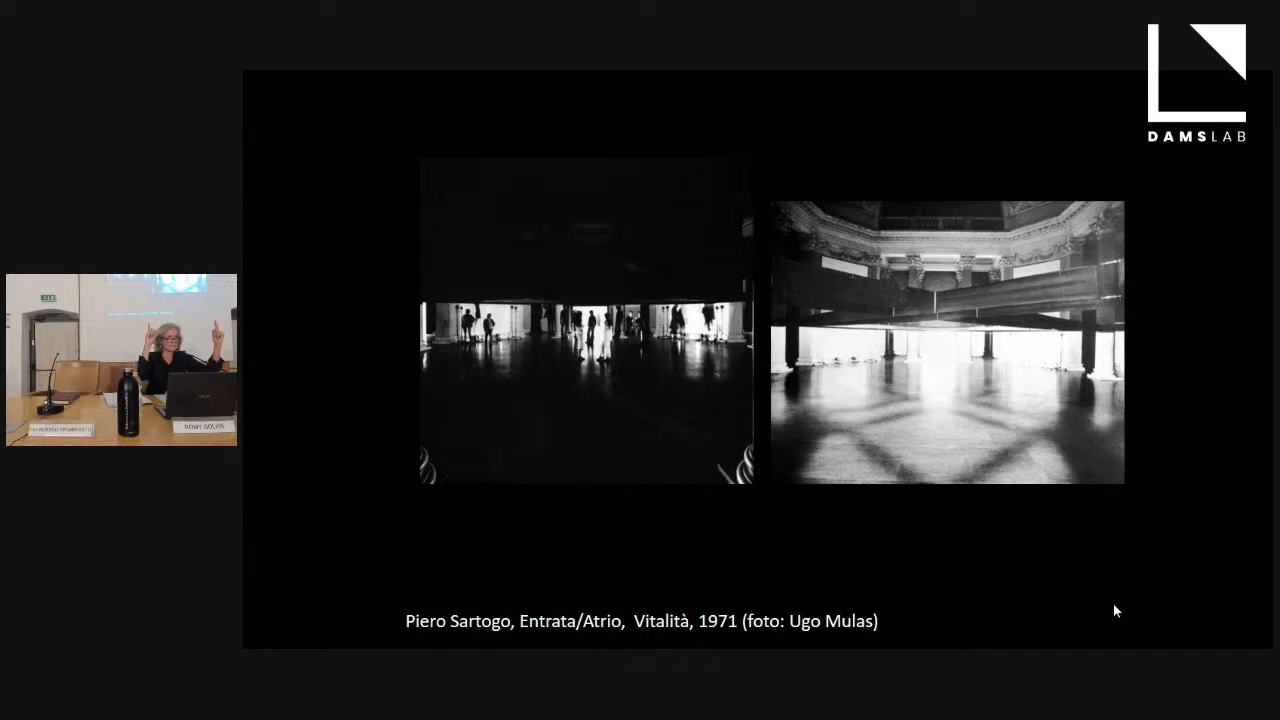 DAMSLAB
ROMY GOLAN
Piero Sartogo, Entrata/Atrio, Vitalità, 1971 (foto: Ugo Mulas)